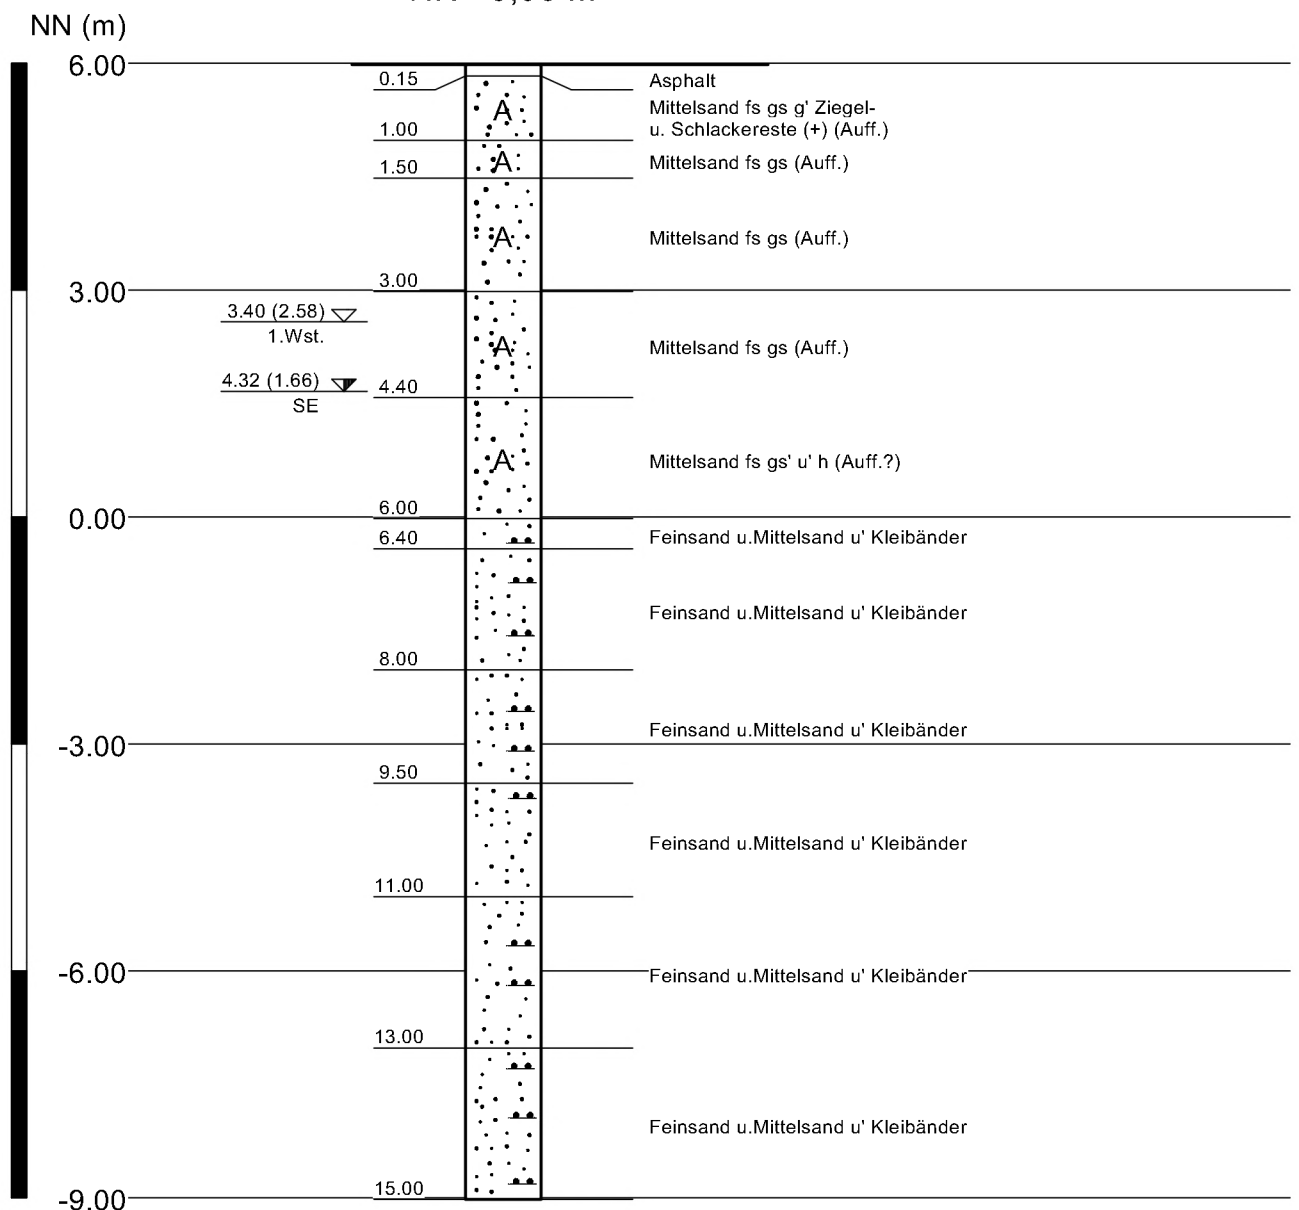 NN (m)
6.00
0.15
Asphalt
A
Mittelsand fs gs g' Ziegel-
u. Schlackereste (+) (Auff.)
1.00
A
Mittelsand fs gs (Auff.)
1.50
A
Mittelsand fs gs (Auff.)
3.00
3.00
3.40 (2.58)
1.Wst.
A
Mittelsand fs gs (Auff.)
4.32 (1.66)
SE
4.40
A
Mittelsand fs gs' u' h (Auff.?)
6.00
0.00
Feinsand u.Mittelsand u' Kleibänder
6.40
Feinsand u.Mittelsand u' Kleibänder
8.00
Feinsand u.Mittelsand u' Kleibänder
-3.00
9.50
Feinsand u.Mittelsand u' Kleibänder
11.00
-6.00
Feinsand u.Mittelsand u' Kleibänder
13.00
Feinsand u.Mittelsand u' Kleibänder
15.00
-9.00